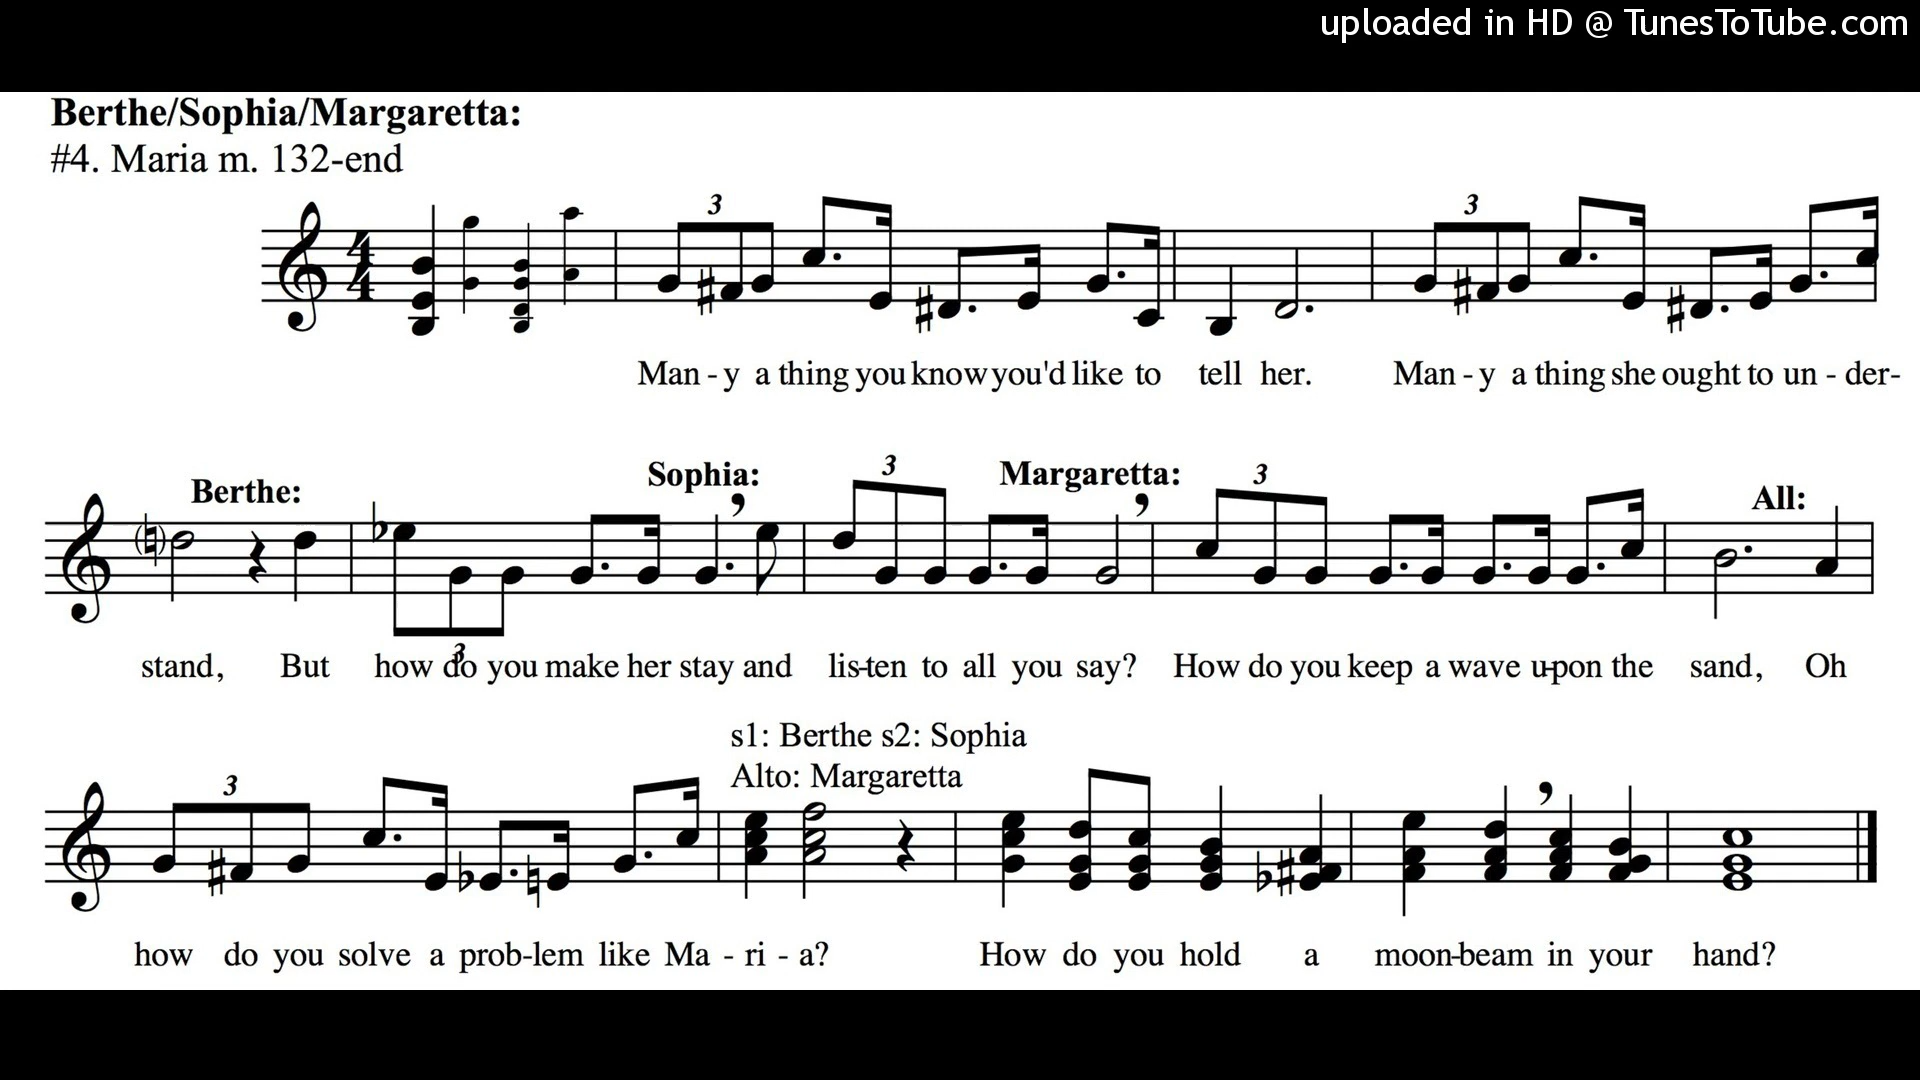 uploaded in HD @ TunesToTube.com
Berthe/Sophia/Margaretta:
#4. Maria m. 132-end
3 3
4
4
Man - y a thing you know you'd like to tell her. Man - y a thing she ought to un - der-
Berthe: Sophia: 3 Margaretta: 3 All:
3
stand, But how do you make her stay and lis-ten to all you say? How do you keep a wave u-pon the sand, Oh
s1: Berthe s2: Sophia
Alto: Margaretta
3
how do you solve a prob-lem like Ma - ri - a? How do you hold a moon-beam in your hand?